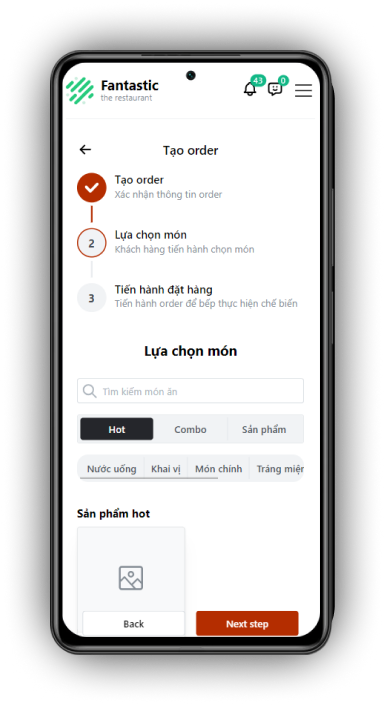 Fantastic
the restaurant
43
0
Tạo order
Tạo order
Xác nhận thông tin order
2
Lựa chọn món
Khách hàng tiến hành chọn món
3
Tiến hành đặt hàng
Tiến hành order để bếp thực hiện chế biến
Lựa chọn món
Tìm kiếm món ăn
Hot Combo Sản phẩm
Nước uống Khai vị Món chính Tráng miện
Sản phẩm hot
Back Next step